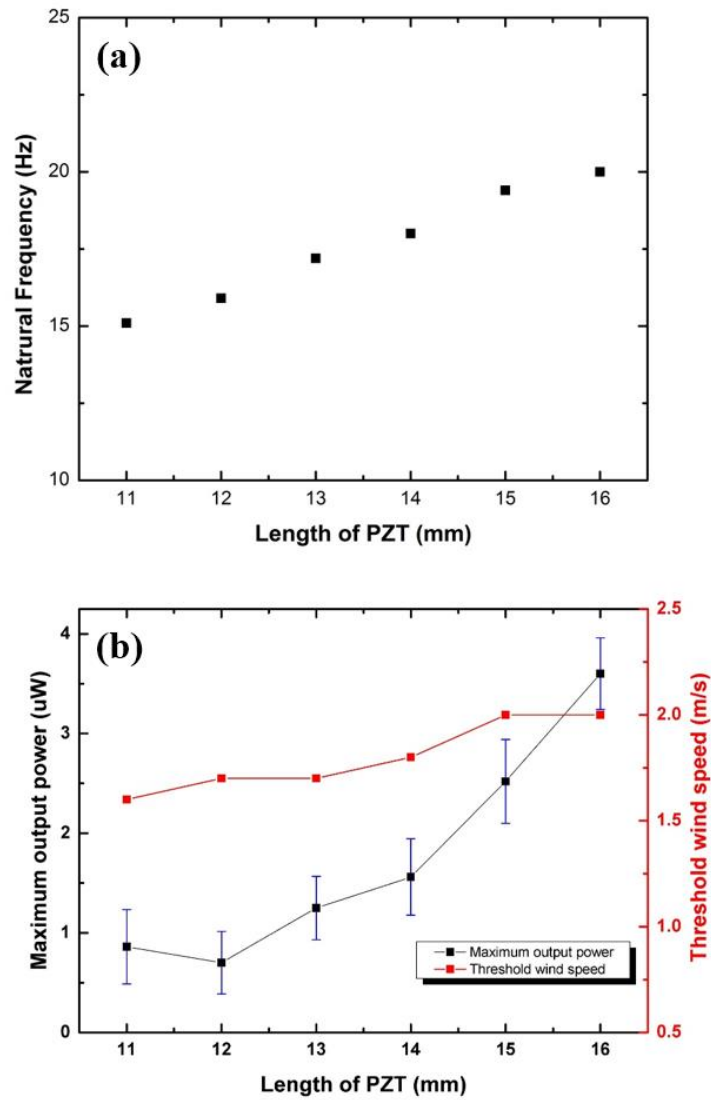 (a)
25
20
15
10
Natrural Frequency (Hz)
11 12 13 14 15 16
Length of PZT (mm)
(b)
4
3
2
1
0
Maximum output power (uW)
2.5
2.0
1.5
1.0
0.5
Threshold wind speed (m/s)
Maximum output power
Threshold wind speed
11 12 13 14 15 16
Length of PZT (mm)